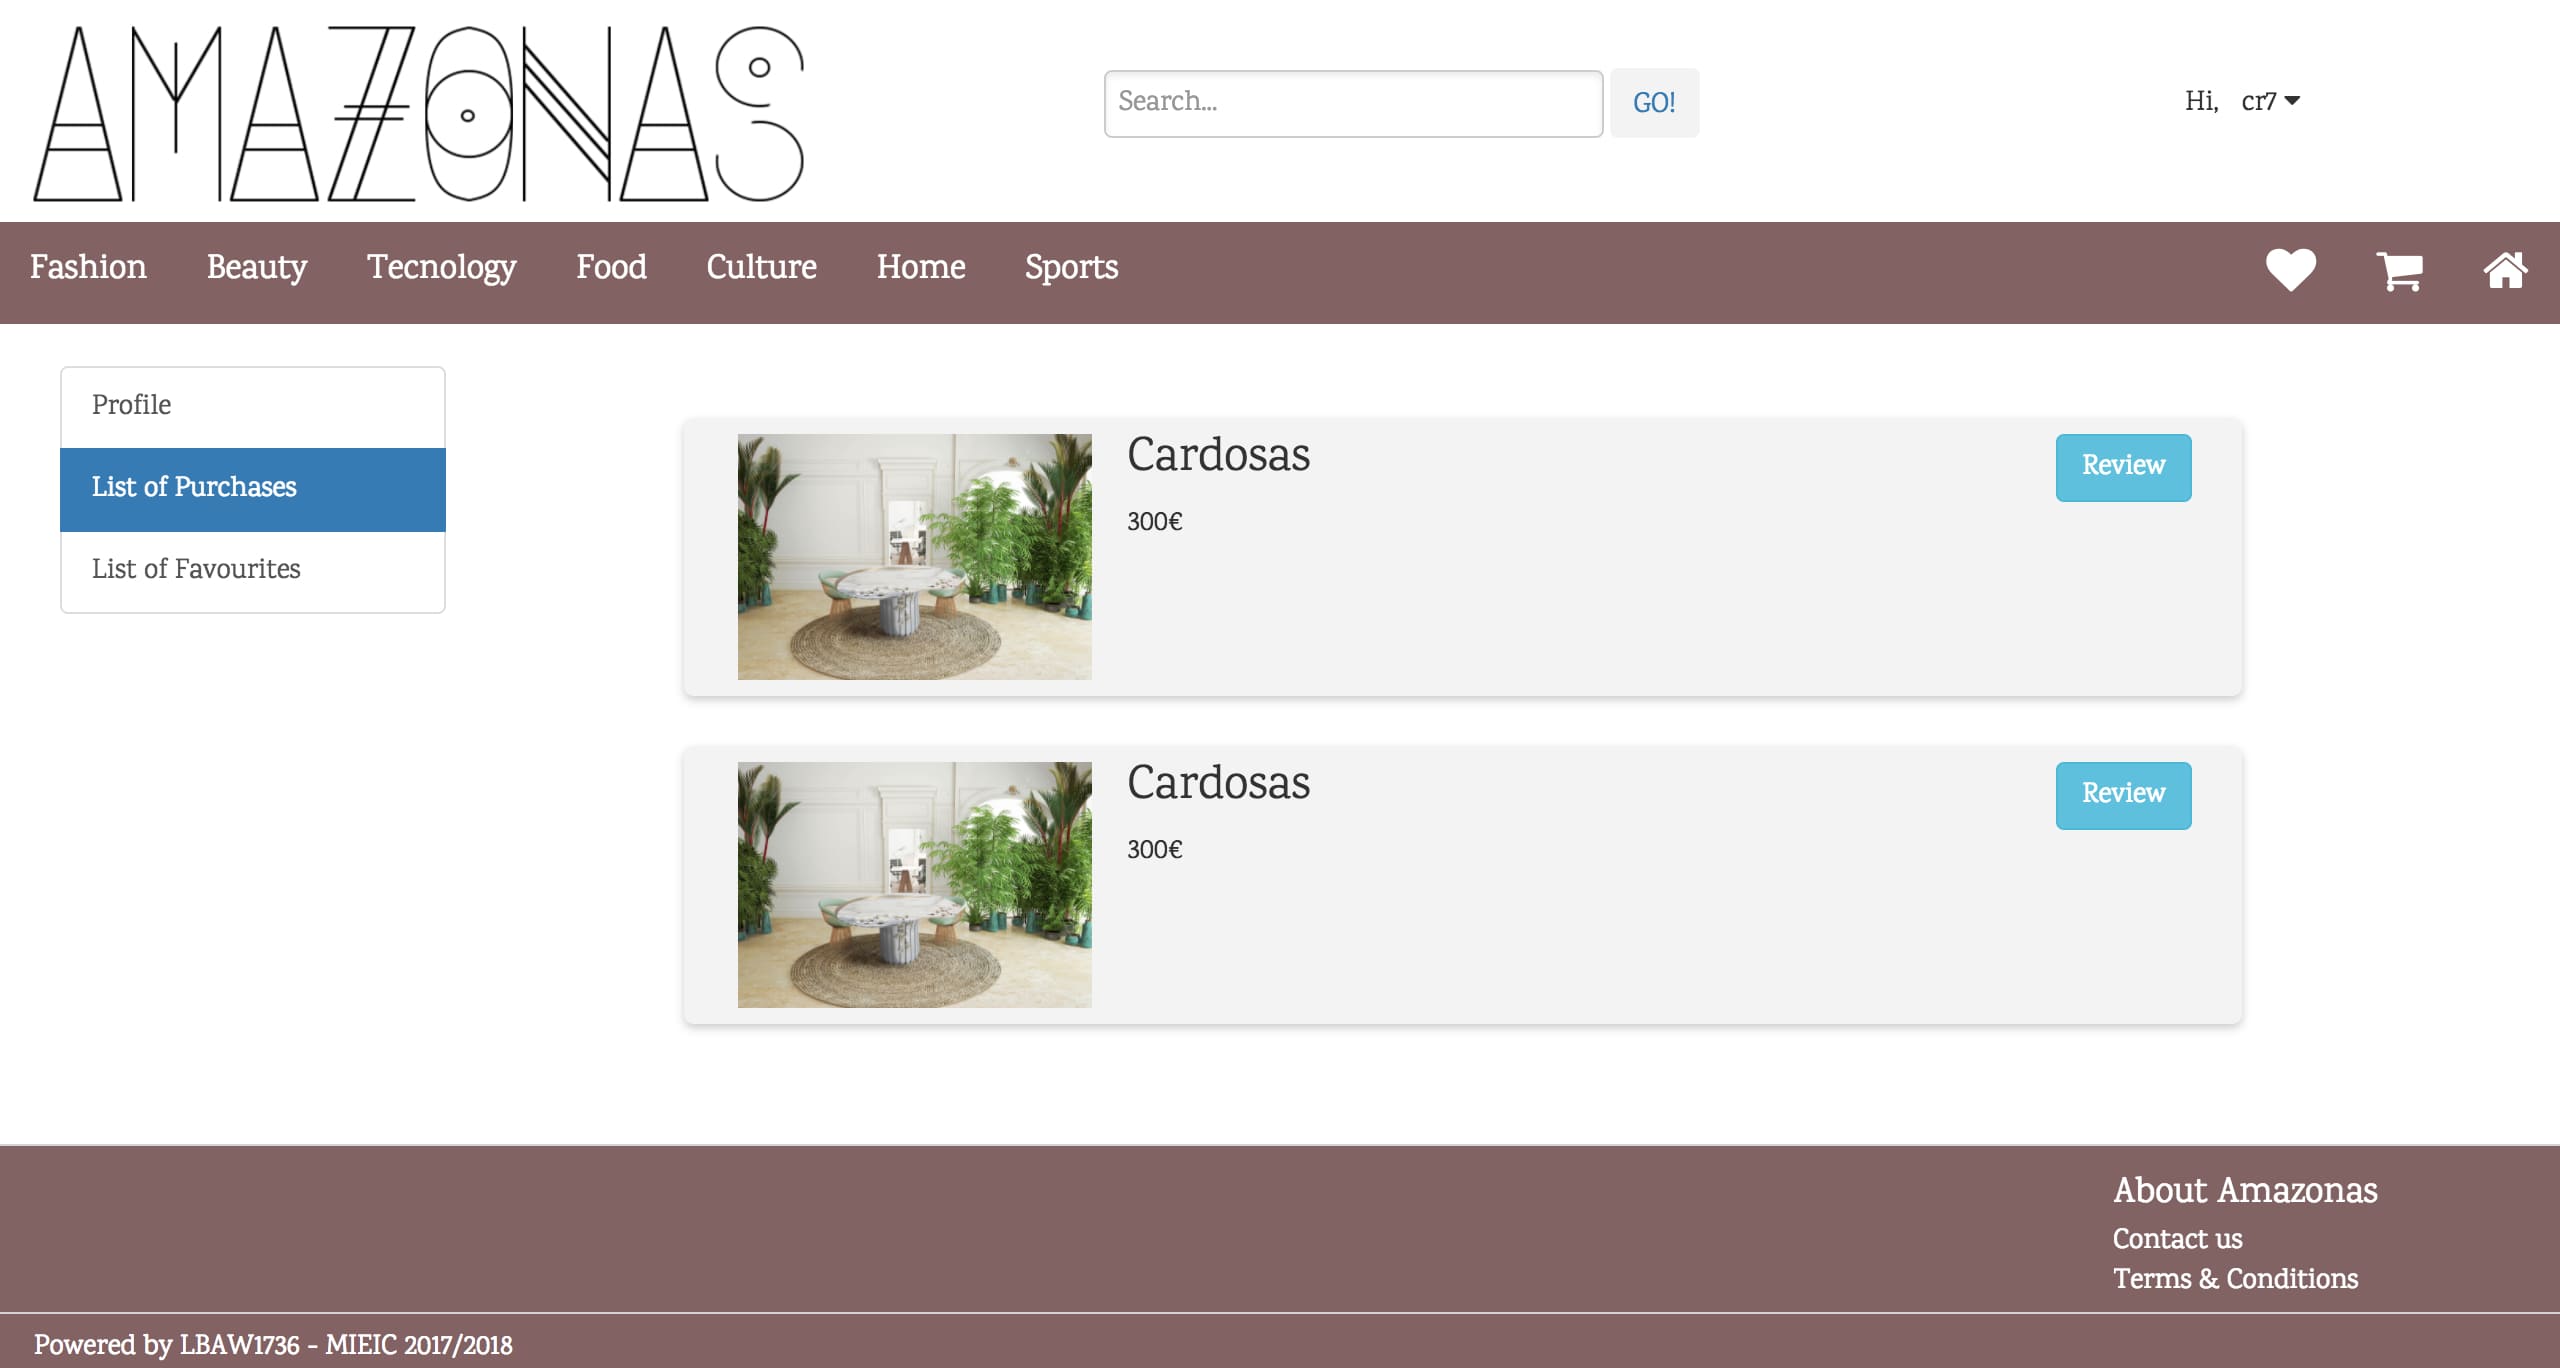 AMAZONAS
Search...
GO!
Hi, cr7
Fashion Beauty Tecnology Food Culture Home Sports
Profile
List of Purchases
List of Favourites
Cardosas
300€
Review
Cardosas
300€
Review
About Amazonas
Contact us
Terms & Conditions
Powered by LBAW1736 - MIEIC 2017/2018